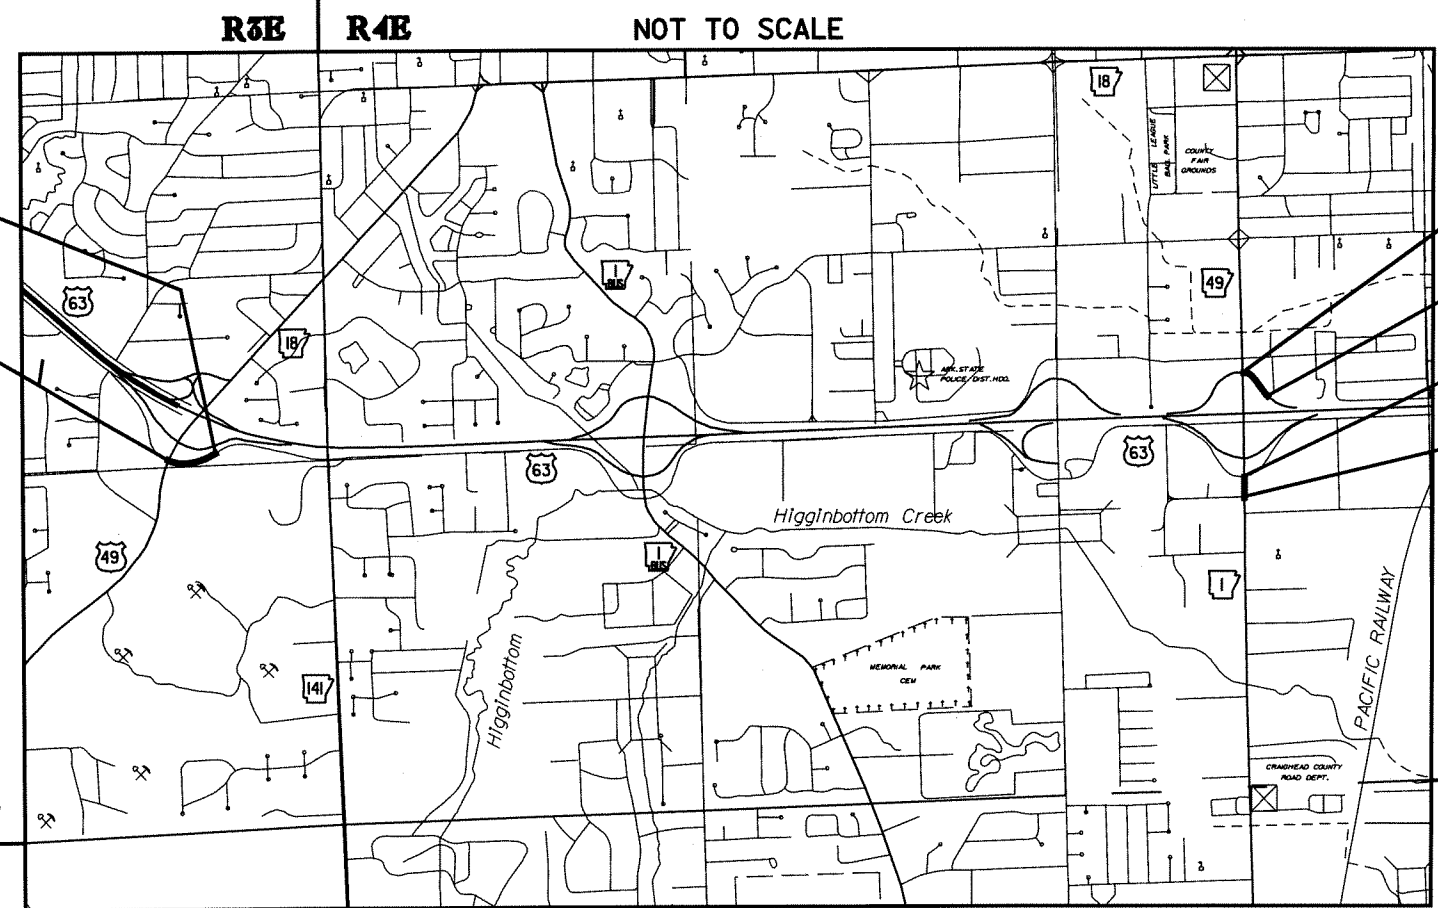 R3E R4E NOT TO SCALE
18
LITTLE LEAGUE
BALL PARK
COUNTY
FAIR
GROUNDS
1
BUS
49
63
18
ARK. STATE
POLICE DIST. HDQ.
63
63
Higginbottom Creek
49
1
BUS
1
PACIFIC RAILWAY
Higginbottom
MEMORIAL PARK
CEM
141
CRAIGHEAD COUNTY
ROAD DEPT.